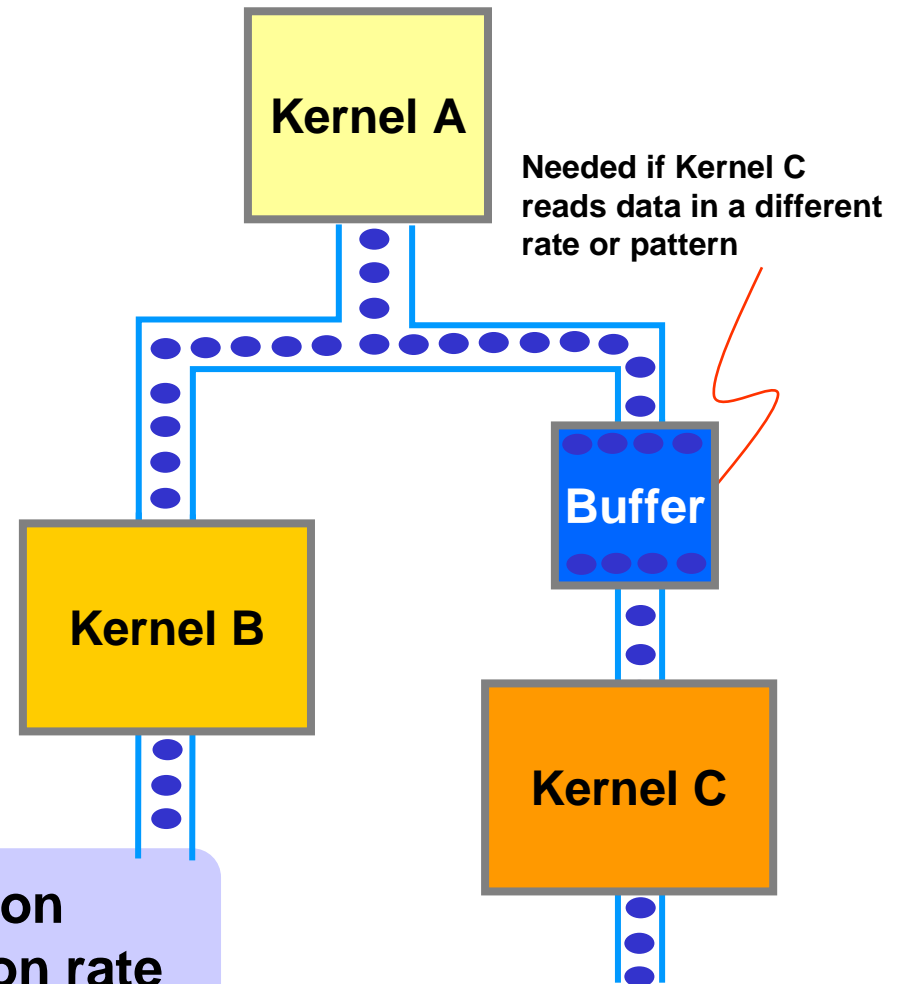 Kernel A
Needed if Kernel C
reads data in a different
rate or pattern
Buffer
Kernel B
Kernel C
on
on rate